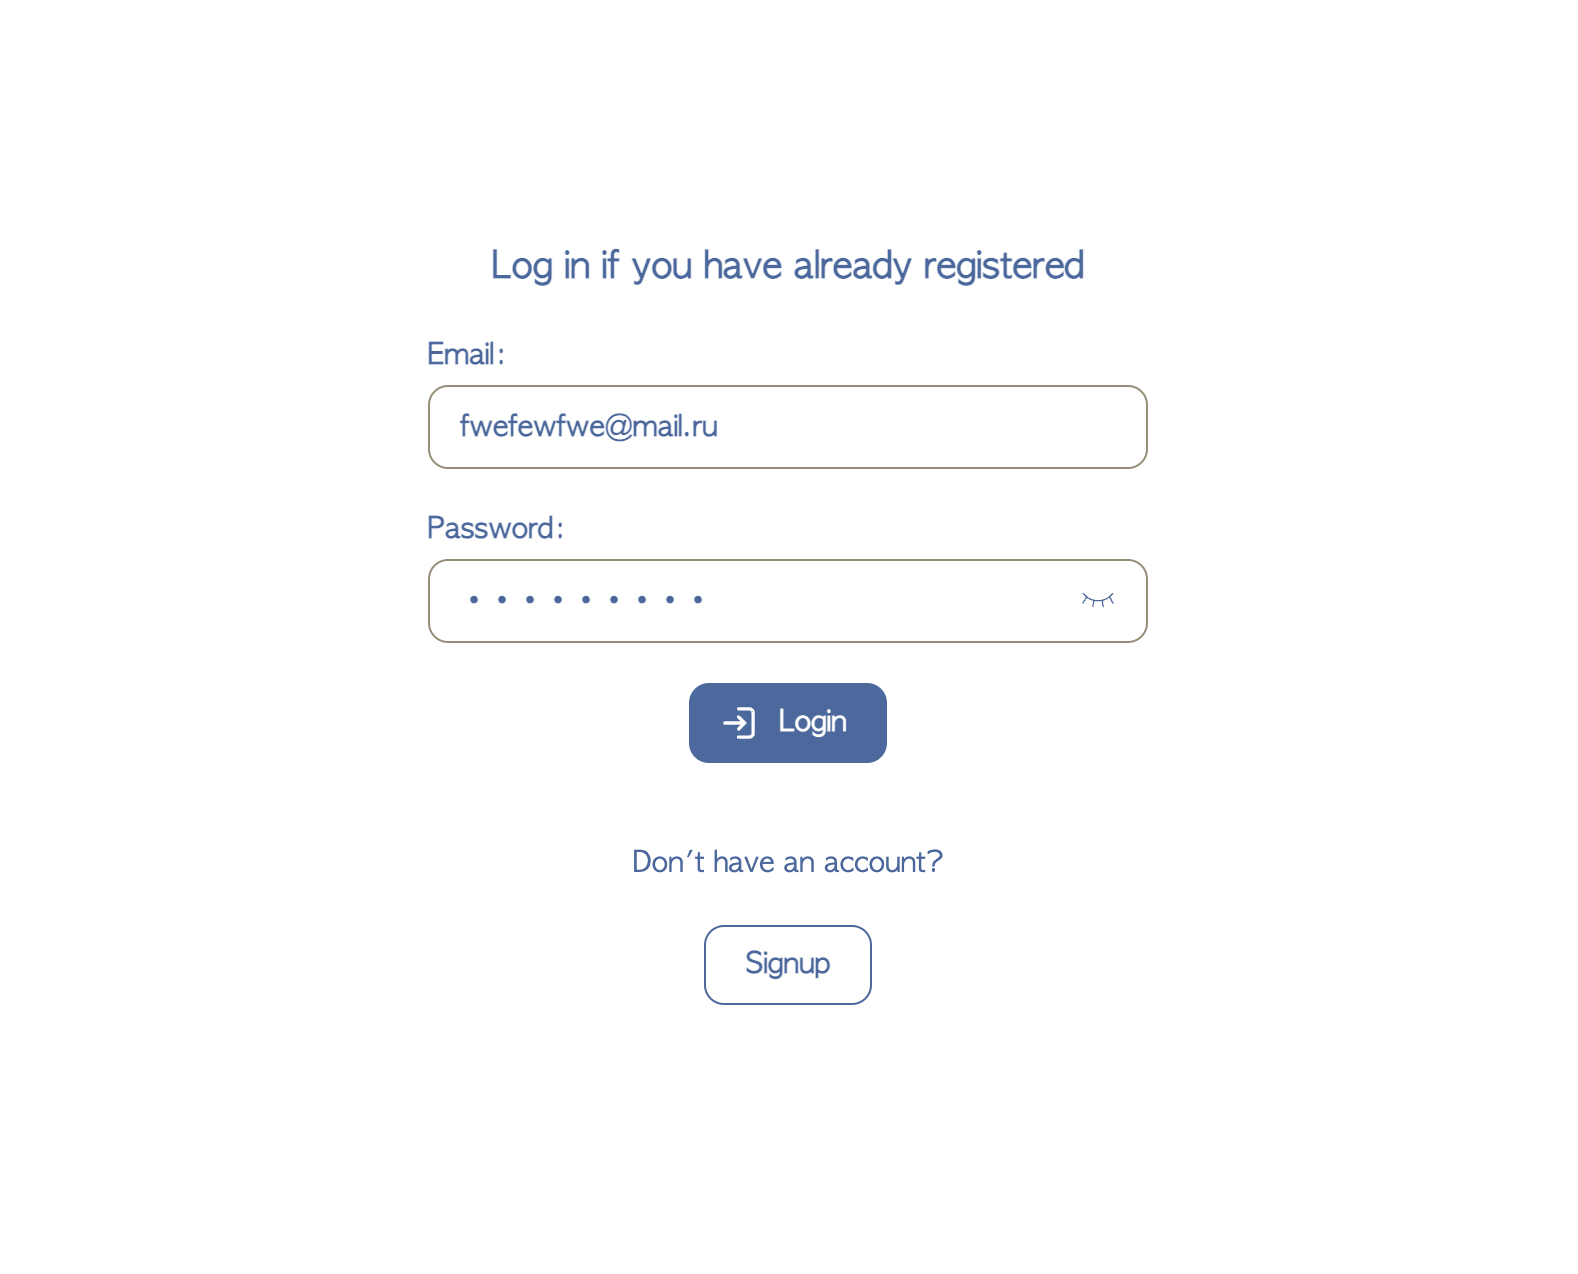 Log in if you have already registered
Email:
fwefewfwe@mail.ru
Password:
•••••••••
Login
Don't have an account?
Signup